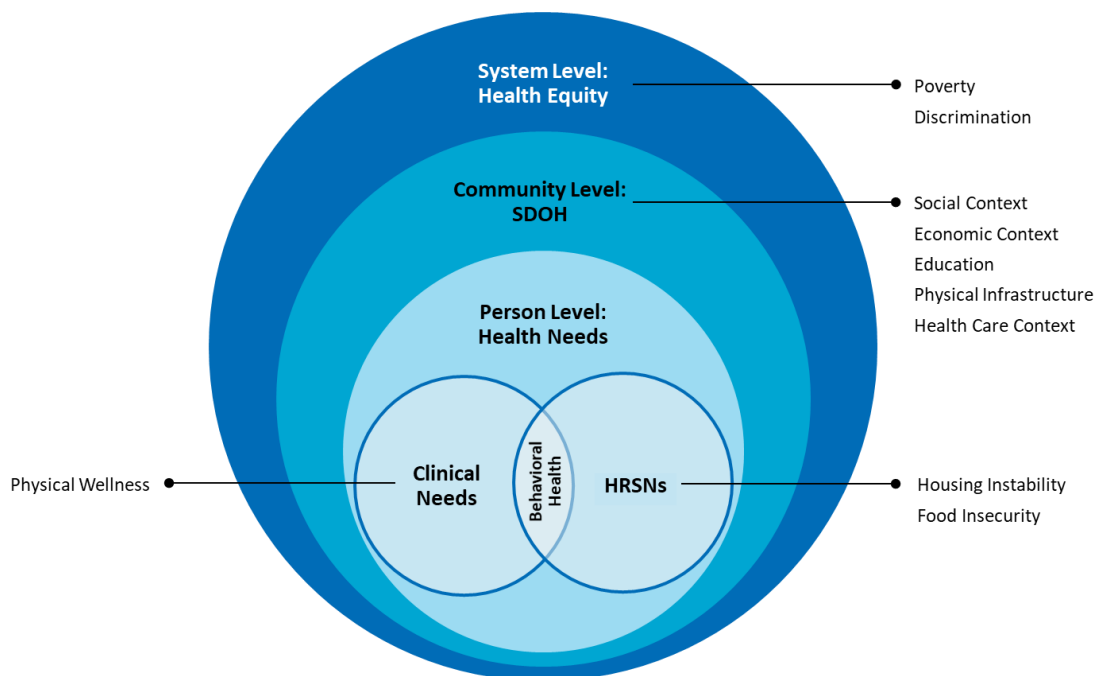 System Level:
Health Equity
Poverty
Discrimination
Community Level:
SDOH
Social Context
Economic Context
Education
Physical Infrastructure
Health Care Context
Person Level:
Health Needs
Physical Wellness
Clinical
Needs
Behavioral
Health
HRSNs
Housing Instability
Food Insecurity